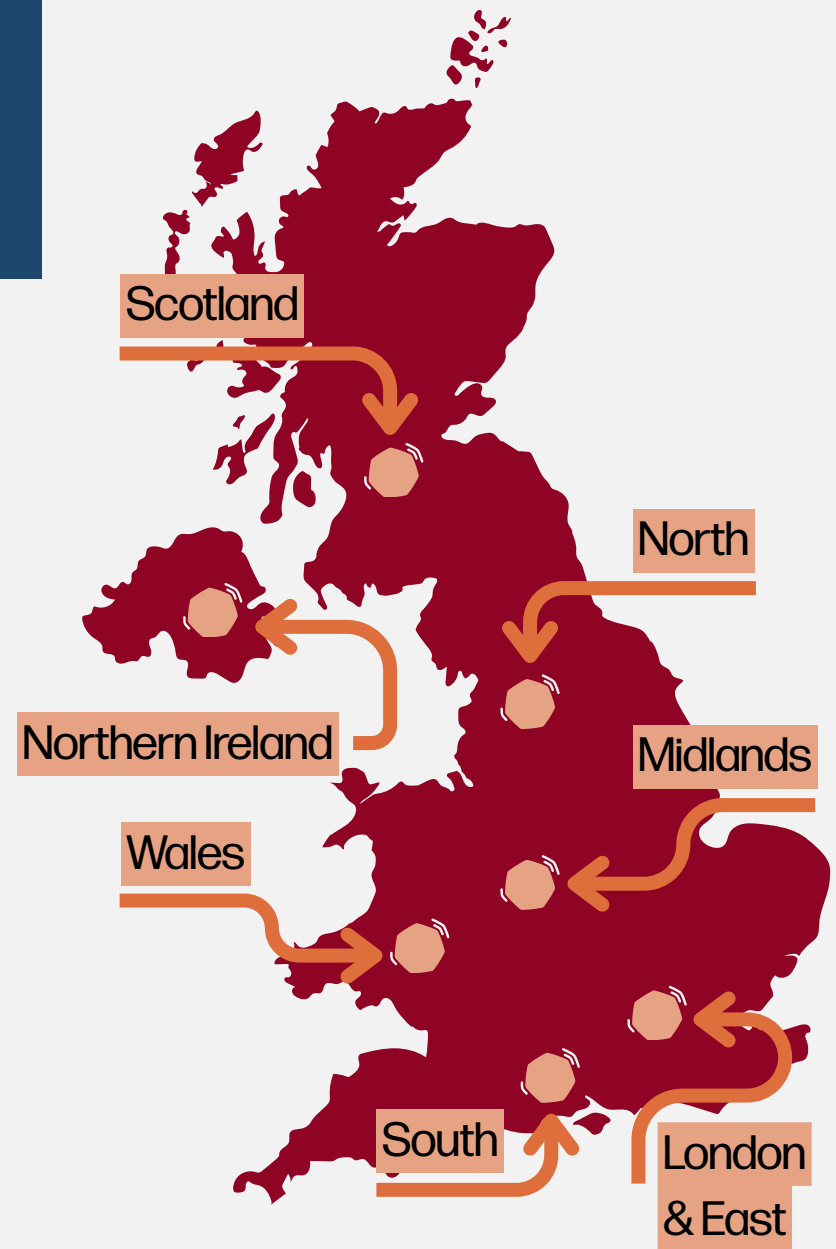 Scotland
North
Northern Ireland
Midlands
Wales
South
London
& East